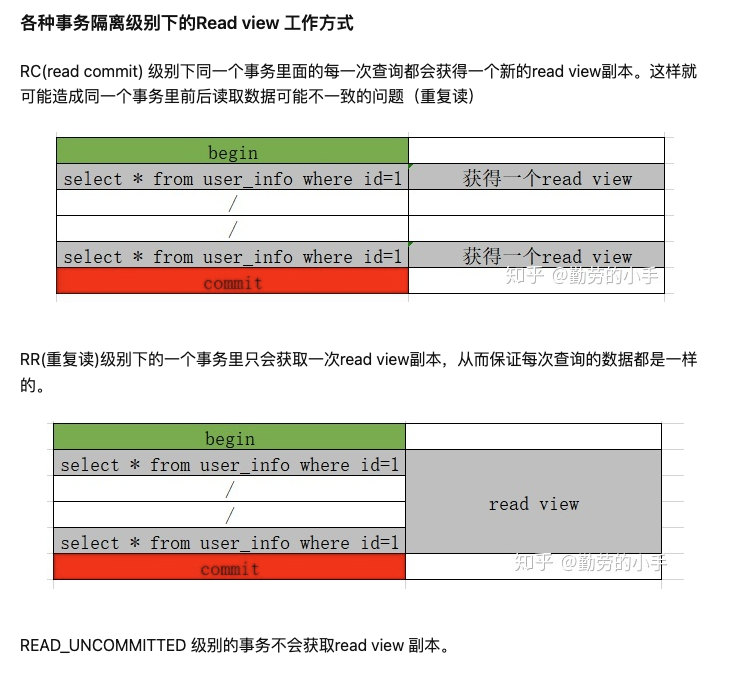 各种事务隔离级别下的Read view 工作方式
RC(read commit) 级别下同一个事务里面的每一次查询都会获得一个新的read view副本。这样就
可能造成同一个事务里前后读取数据可能不一致的问题（重复读）
begin
select * from user_info where id=1 获得一个read view
/
/
select * from user_info where id=1 获得一个read view
commit
知乎 @勤劳的小手
RR(重复读)级别下的一个事务里只会获取一次read view副本，从而保证每次查询的数据都是一样
的。
begin
select * from user_info where id=1
/
read view
/
select * from user_info where id=1
commit
知乎 @勤劳的小手
READ_UNCOMMITTED 级别的事务不会获取read view 副本。